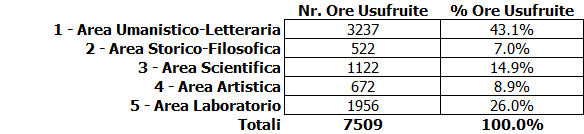 Nr. Ore Usufruite % Ore Usufruite
1 - Area Umanistico-Letteraria 3237 43.1%
2 - Area Storico-Filosofica 522 7.0%
3 - Area Scientifica 1122 14.9%
4 - Area Artistica 672 8.9%
5 - Area Laboratorio 1956 26.0%
Totali 7509 100.0%